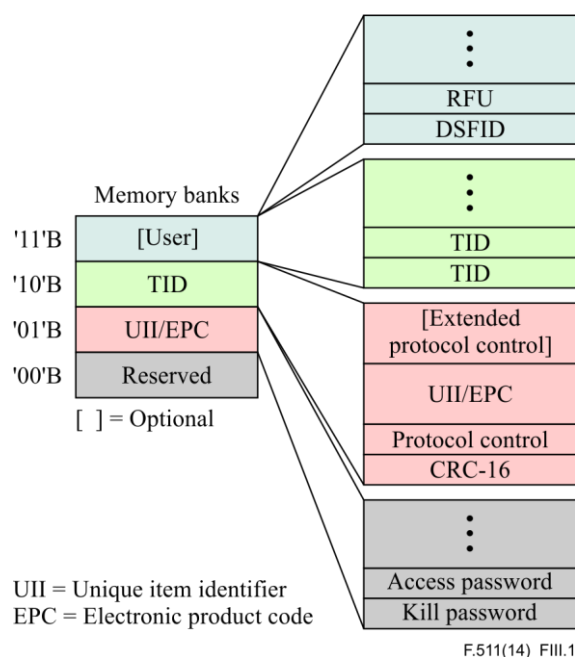 Memory banks
'11'B
[User]
'10'B
TID
'01'B
UII/EPC
'00'B
Reserved
[ ] = Optional
RFU
DSFID
TID
TID
[Extended
protocol control]
UII/EPC
Protocol control
CRC-16
Access password
Kill password
UII = Unique item identifier
EPC = Electronic product code
F.511(14)_FIII.1